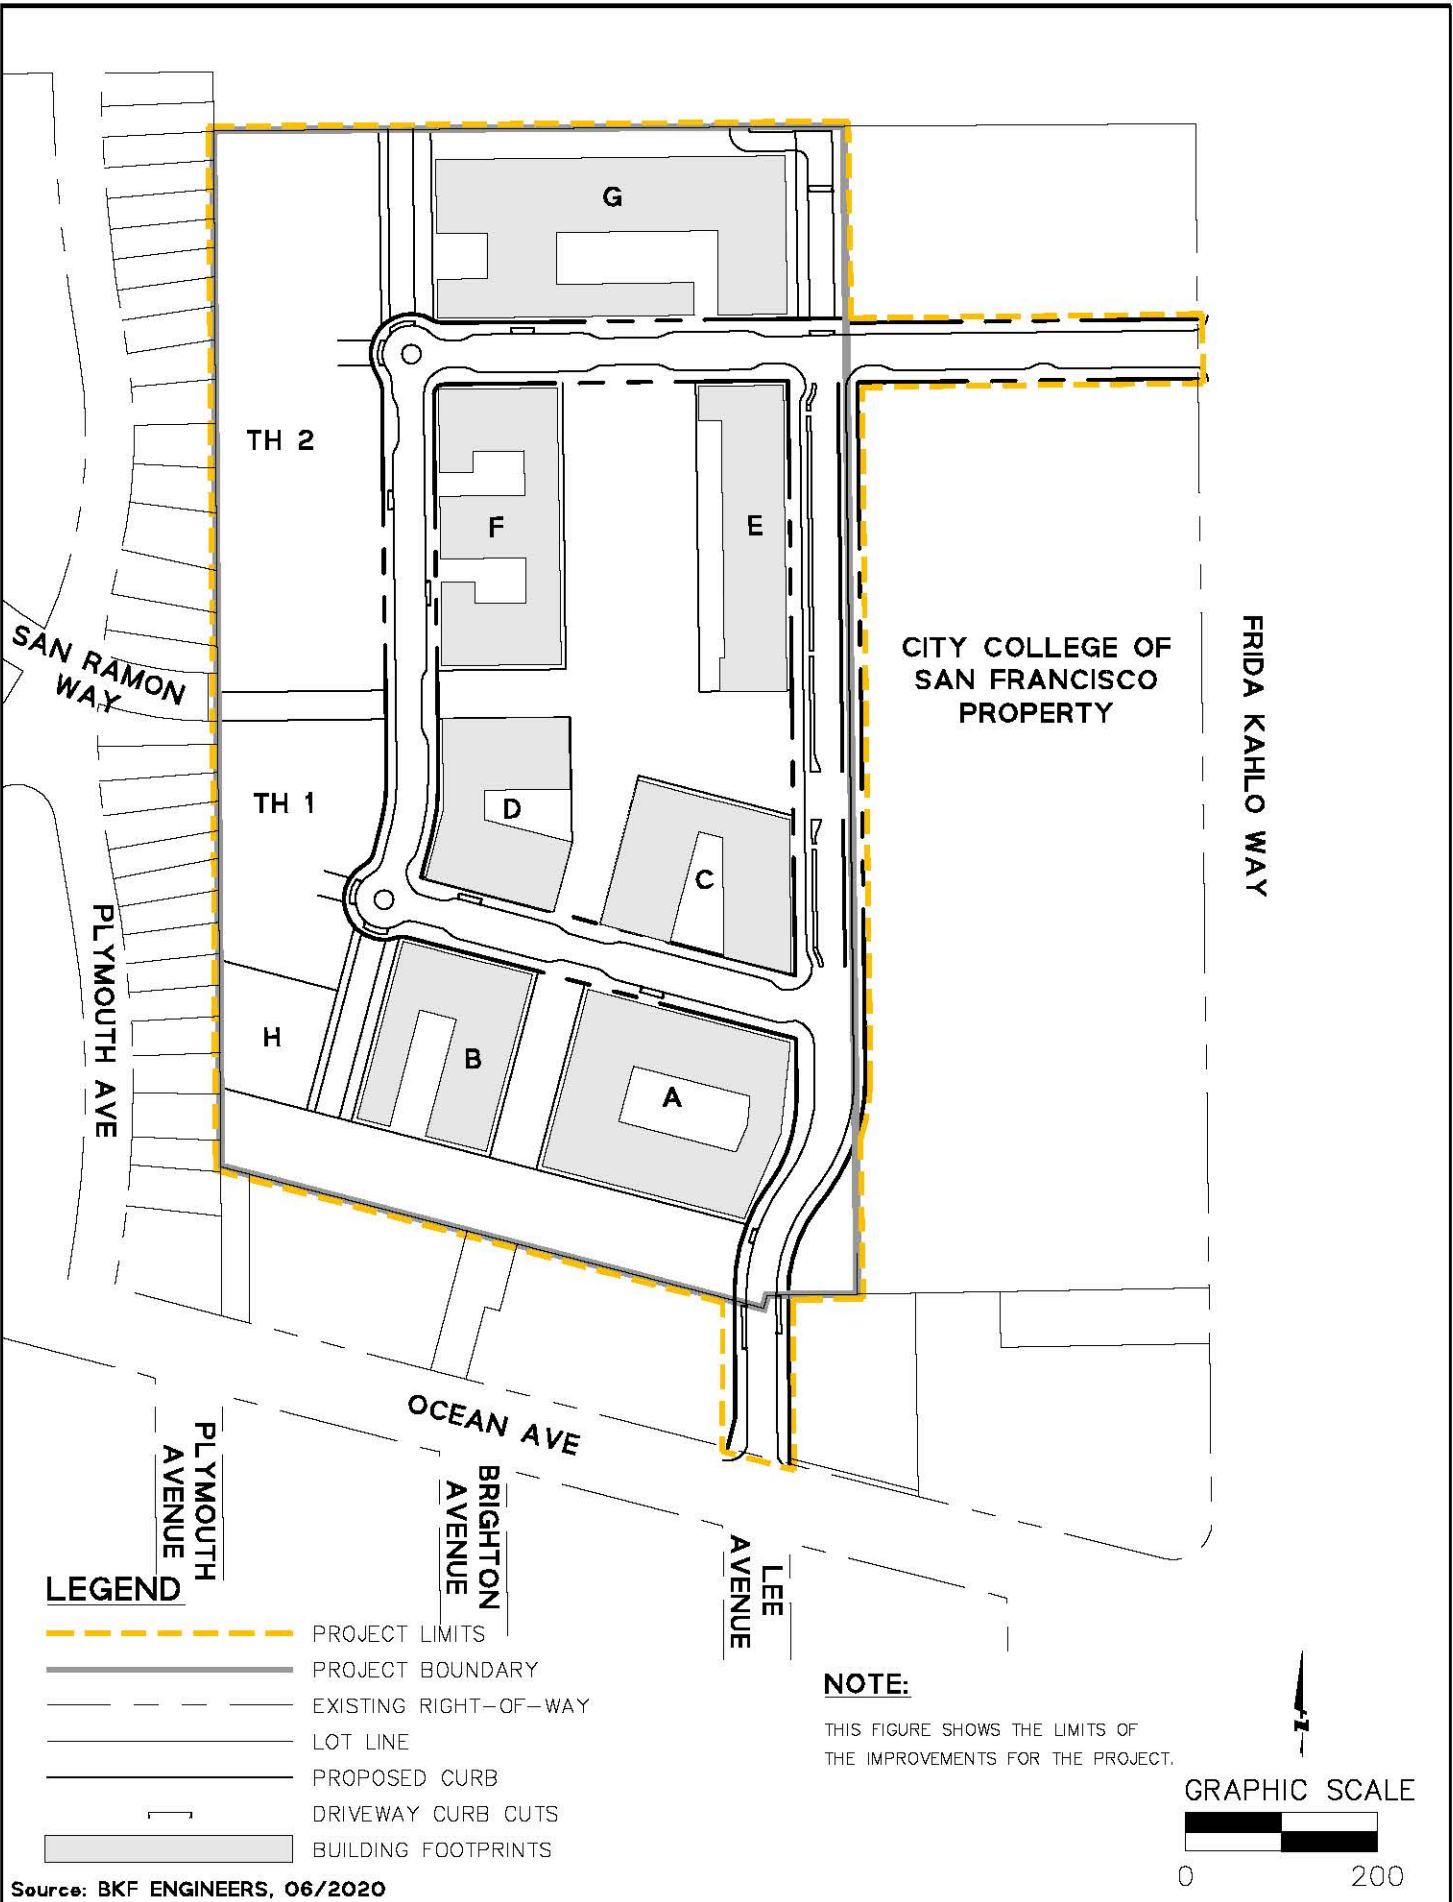 G
TH 2
F
E
SAN RAMON
WAY
CITY COLLEGE OF
SAN FRANCISCO
PROPERTY
FRIDA KAHLO WAY
TH 1
D
C
PLYMOUTH AVE
H
B
A
OCEAN AVE
PLYMOUTH
AVENUE
BRIGHTON
AVENUE
LEE
AVENUE
LEGEND
PROJECT LIMITS
PROJECT BOUNDARY
EXISTING RIGHT-OF-WAY
LOT LINE
PROPOSED CURB
DRIVEWAY CURB CUTS
BUILDING FOOTPRINTS
NOTE:
THIS FIGURE SHOWS THE LIMITS OF
THE IMPROVEMENTS FOR THE PROJECT.
Z
GRAPHIC SCALE
0 200
Source: BKF ENGINEERS, 06/2020